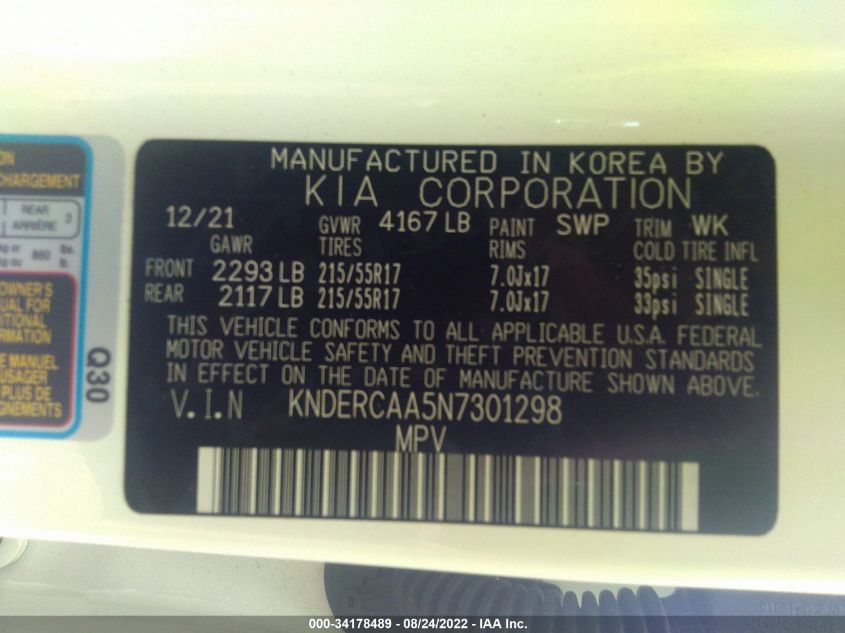 MANUFACTURED IN KOREA BY
KIA CORPORATION
12/21 GVWR 4167 LB PAINT SWP TRIM WK
GAWR TIRES RIMS COLD TIRE INFL
FRONT 2293 LB 215/55R17 7.0Jx17 35psi SINGLE
REAR 2117 LB 215/55R17 7.0Jx17 33psi SINGLE
THIS VEHICLE CONFORMS TO ALL APPLICABLE U.S.A. FEDERAL
MOTOR VEHICLE SAFETY AND THEFT PREVENTION STANDARDS
IN EFFECT ON THE DATE OF MANUFACTURE SHOWN ABOVE.
V.I.N KNDERCAA5N7301298
MPV
CHARGEMENT
REAR 3
ARRIÈRE
860 lbs.
lb.
OWNER'S
FOR
MANUEL
PLUS DE
Q30
000-34178489 - 08/24/2022 - IAA Inc.